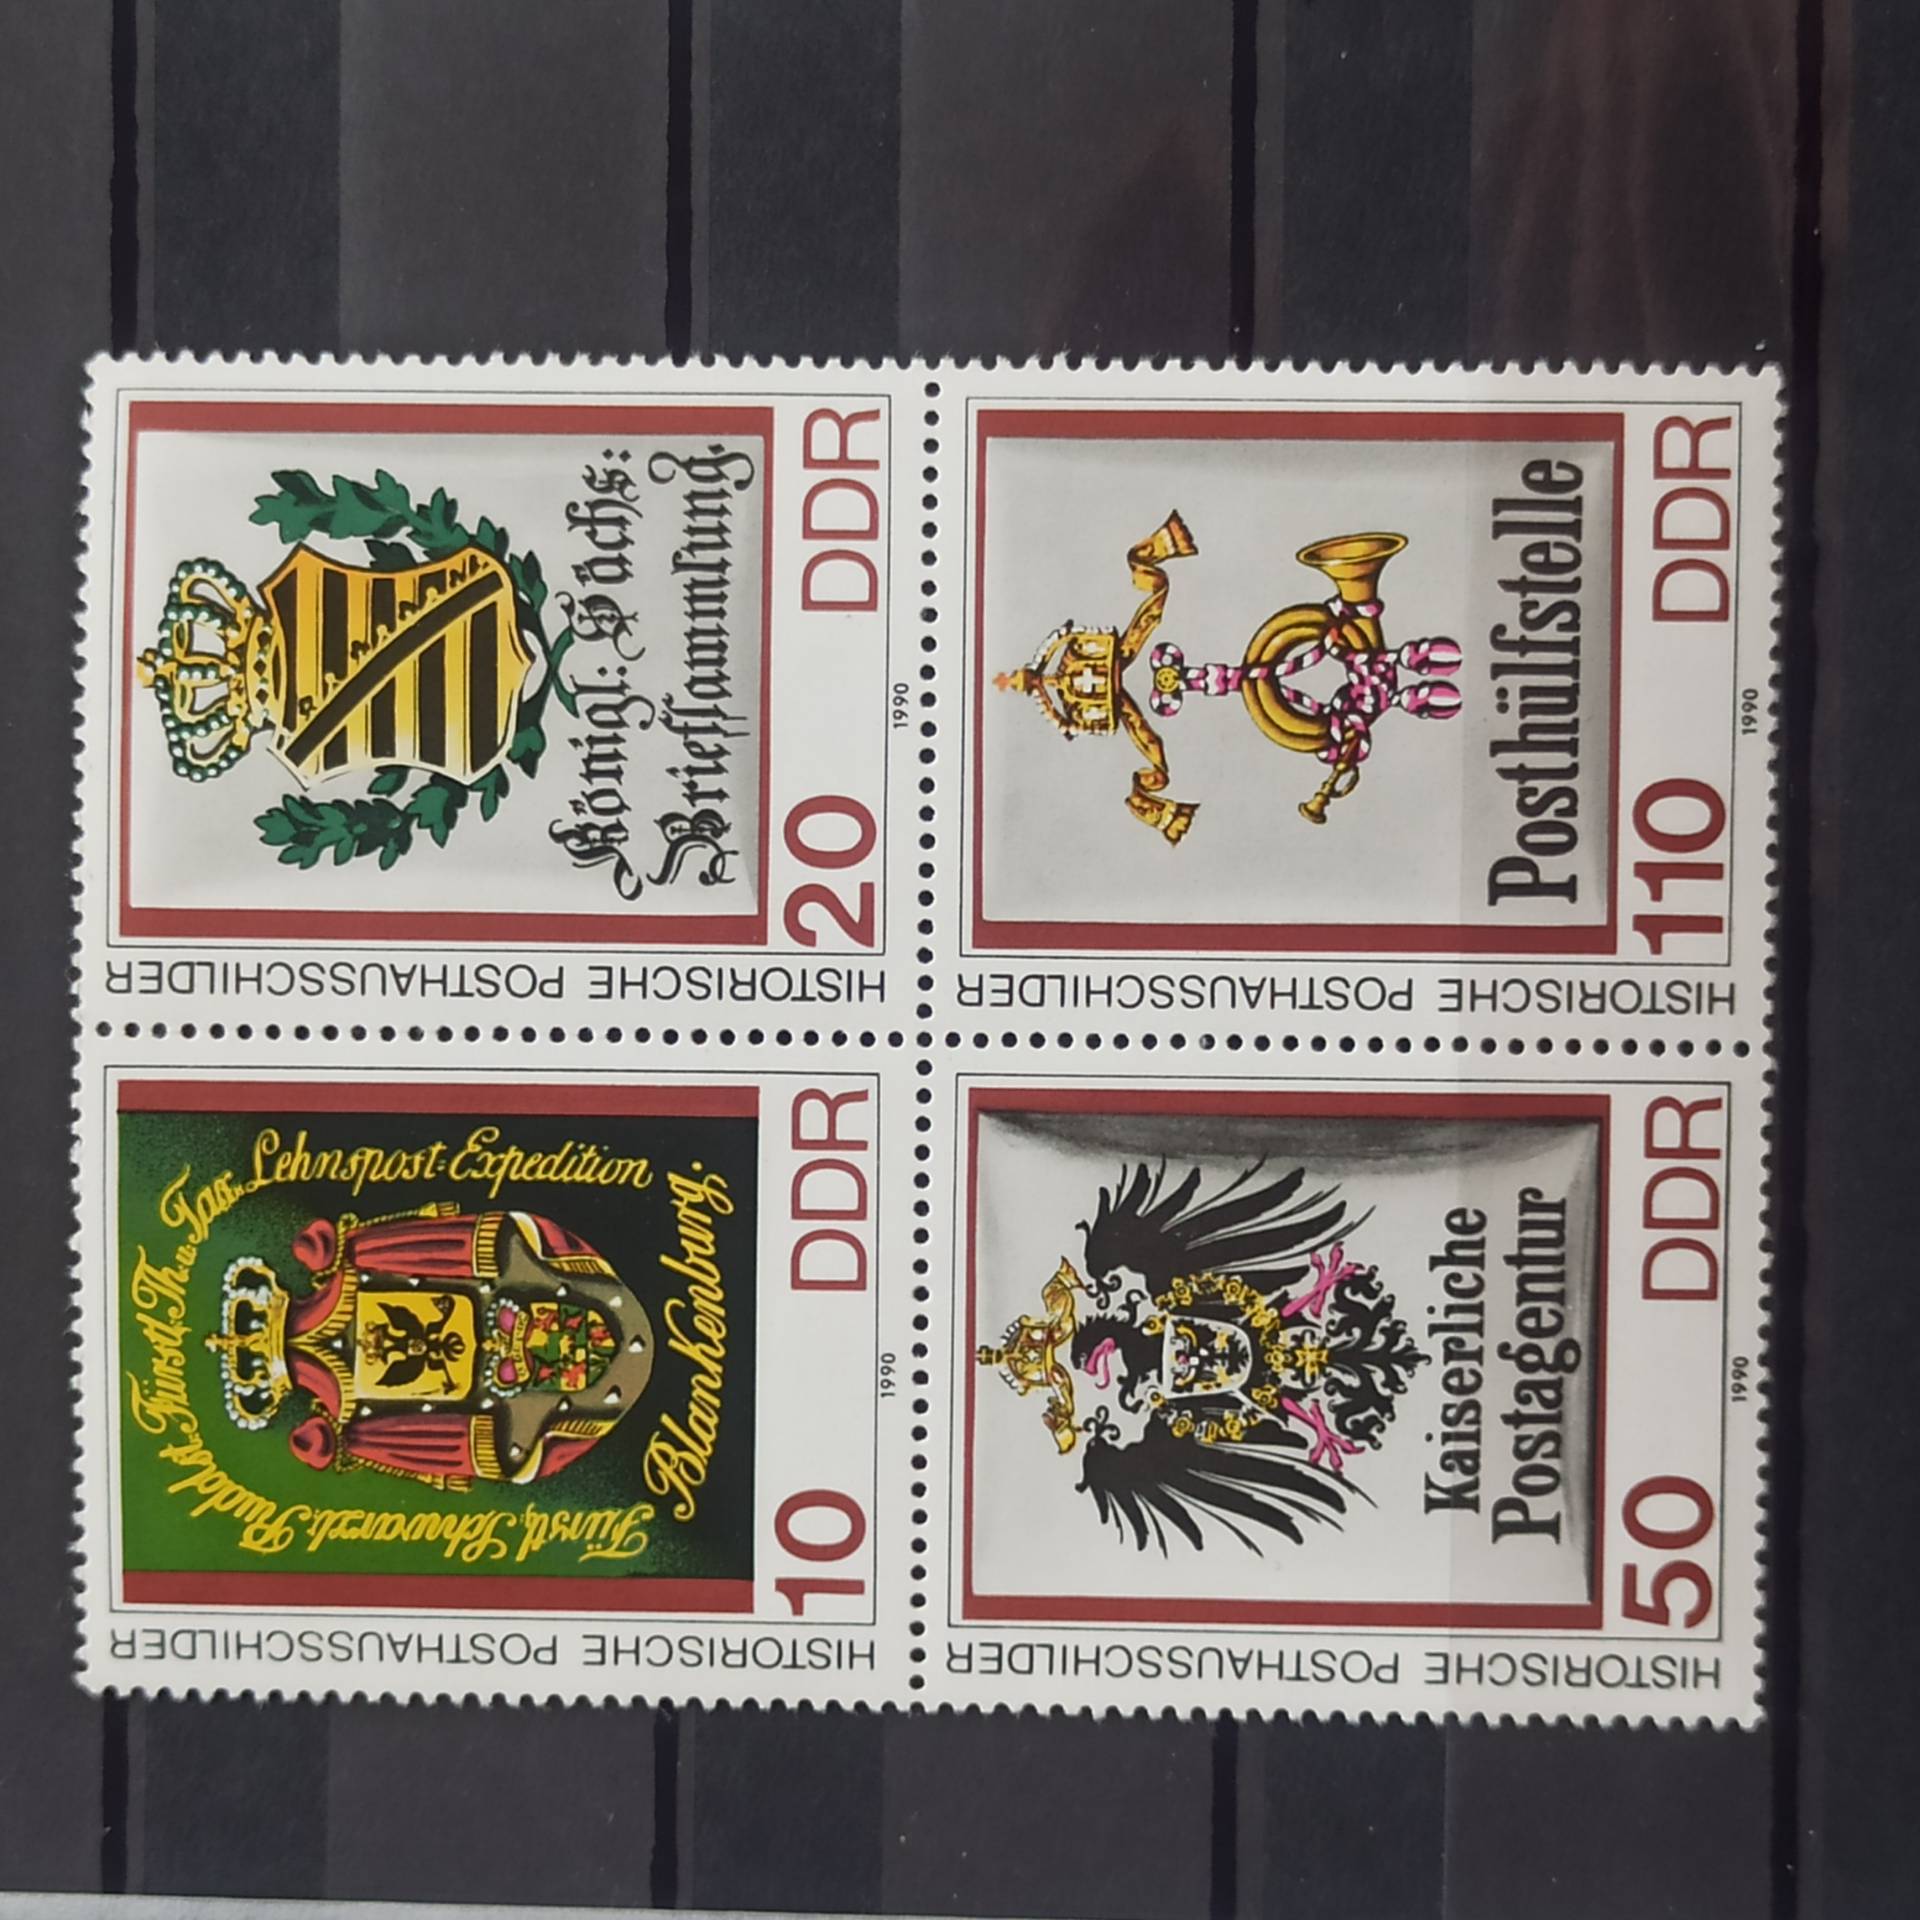 HISTORISCHE POSTHAUSSCHILDER
Fürstl: Schwarzb: Rudolst: Fürstl. Th. u. Tax. Lehnspost=Expedition
Blankenburg.
10 DDR
1990
HISTORISCHE POSTHAUSSCHILDER
Königl: Sächs:
Briefsammlung.
20 DDR
1990
HISTORISCHE POSTHAUSSCHILDER
Kaiserliche
Postagentur
50 DDR
1990
HISTORISCHE POSTHAUSSCHILDER
Posthülfstelle
110 DDR
1990